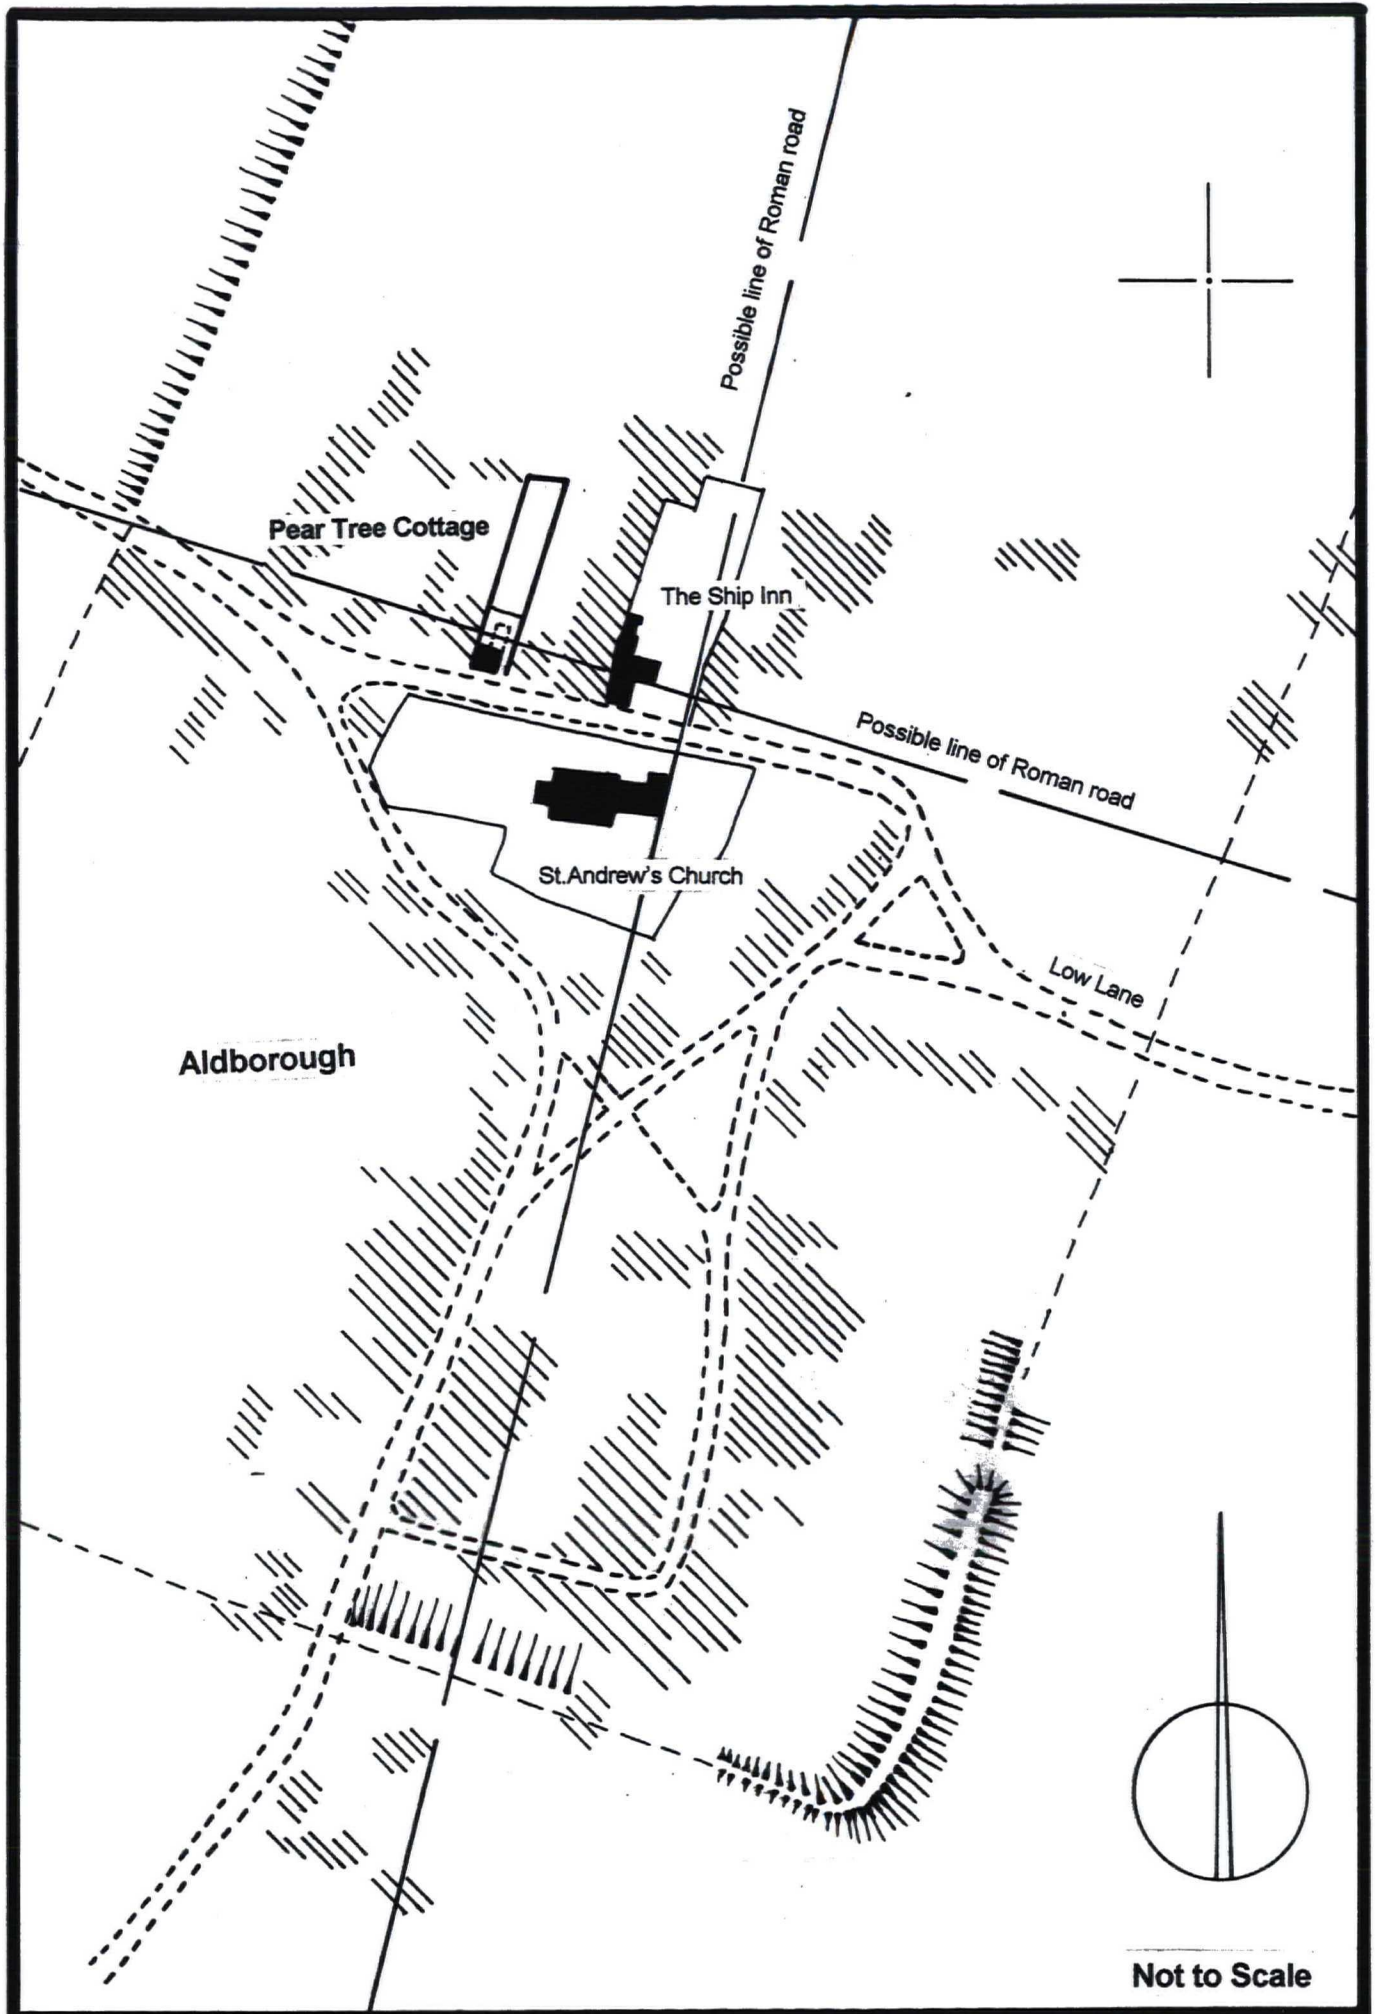 Possible line of Roman road
Pear Tree Cottage
The Ship Inn
Possible line of Roman road
St.Andrew's Church
Low Lane
Aldborough
Not to Scale